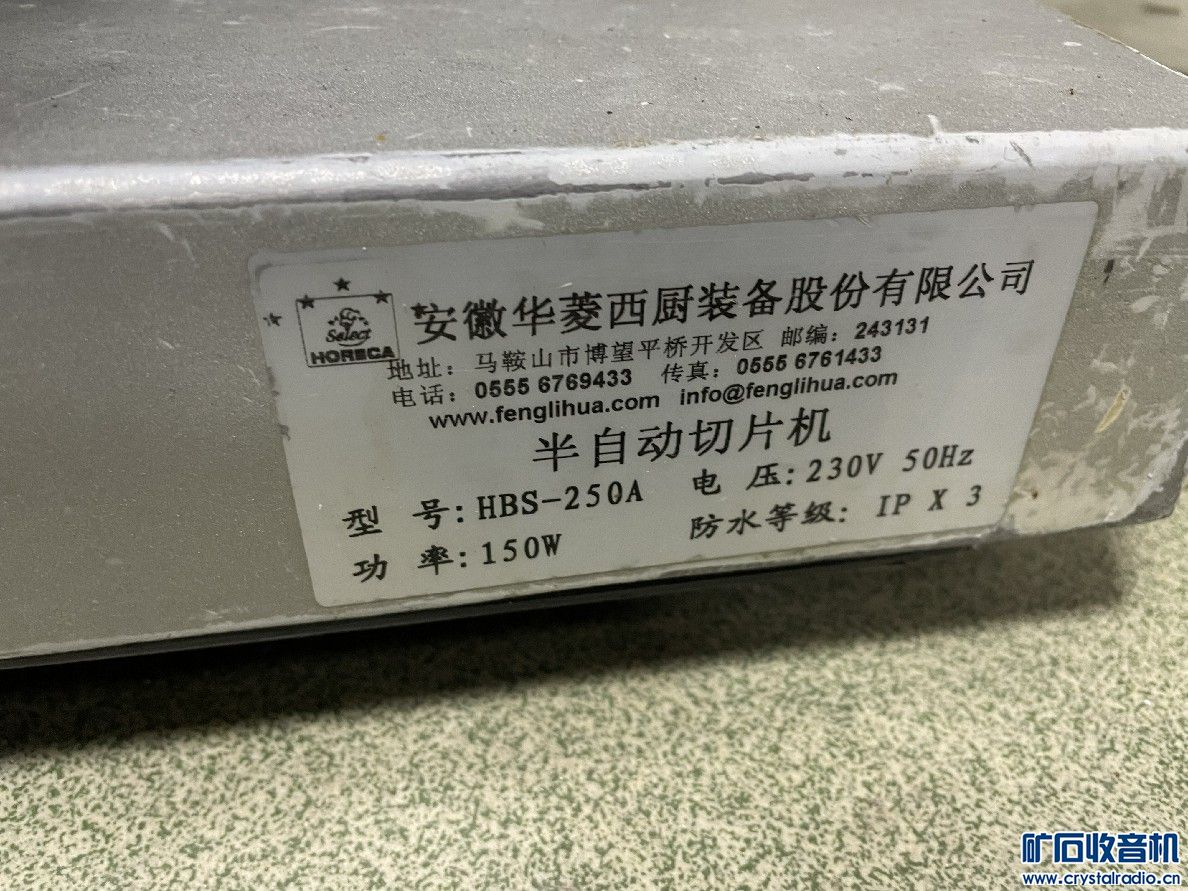 Select
HORECA
安徽华菱西厨装备股份有限公司
地址：马鞍山市博望平桥开发区 邮编：243131
电话：0555 6769433 传真：0555 6761433
www.fenglihua.com info@fenglihua.com
半自动切片机
型 号:HBS-250A 电 压:230V 50Hz
功 率:150W 防水等级: IP X 3
矿石收音机
www.crystalradio.cn